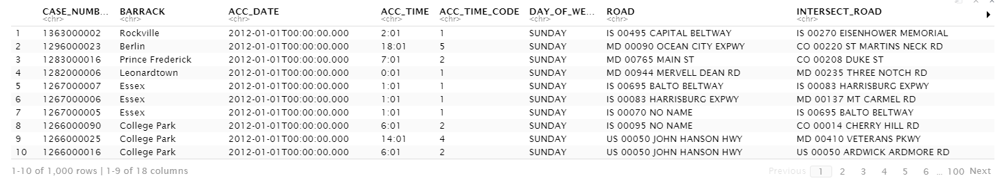 CASE_NUMB... BARRACK ACC_DATE ACC_TIME ACC_TIME_CODE DAY_OF_WE... ROAD INTERSECT_ROAD
<chr> <chr> <chr> <chr> <chr> <chr> <chr> <chr>
1 1363000002 Rockville 2012-01-01T00:00:00.000 2:01 1 SUNDAY IS 00495 CAPITAL BELTWAY IS 00270 EISENHOWER MEMORIAL
2 1296000023 Berlin 2012-01-01T00:00:00.000 18:01 5 SUNDAY MD 00090 OCEAN CITY EXPWY CO 00220 ST MARTINS NECK RD
3 1283000016 Prince Frederick 2012-01-01T00:00:00.000 7:01 2 SUNDAY MD 00765 MAIN ST CO 00208 DUKE ST
4 1282000006 Leonardtown 2012-01-01T00:00:00.000 0:01 1 SUNDAY MD 00944 MERVELL DEAN RD MD 00235 THREE NOTCH RD
5 1267000007 Essex 2012-01-01T00:00:00.000 1:01 1 SUNDAY IS 00695 BALTO BELTWAY IS 00083 HARRISBURG EXPWY
6 1267000006 Essex 2012-01-01T00:00:00.000 1:01 1 SUNDAY IS 00083 HARRISBURG EXPWY MD 00137 MT CARMEL RD
7 1267000005 Essex 2012-01-01T00:00:00.000 1:01 1 SUNDAY IS 00070 NO NAME IS 00695 BALTO BELTWAY
8 1266000090 College Park 2012-01-01T00:00:00.000 6:01 2 SUNDAY IS 00095 NO NAME CO 00014 CHERRY HILL RD
9 1266000025 College Park 2012-01-01T00:00:00.000 14:01 4 SUNDAY US 00050 JOHN HANSON HWY MD 00410 VETERANS PKWY
10 1266000016 College Park 2012-01-01T00:00:00.000 6:01 2 SUNDAY US 00050 JOHN HANSON HWY US 00050 ARDWICK ARDMORE RD
1-10 of 1,000 rows | 1-9 of 18 columns Previous 1 2 3 4 5 6 ... 100 Next